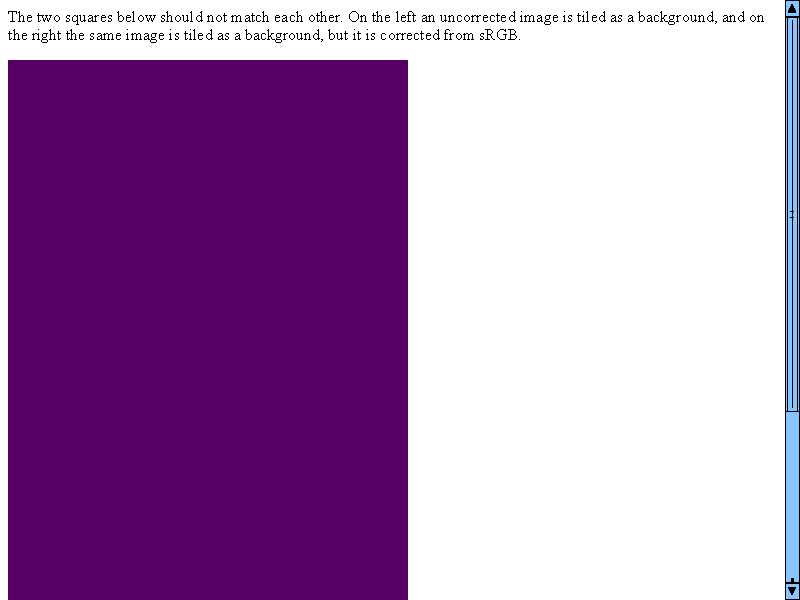 The two squares below should not match each other. On the left an uncorrected image is tiled as a background, and on
the right the same image is tiled as a background, but it is corrected from sRGB.